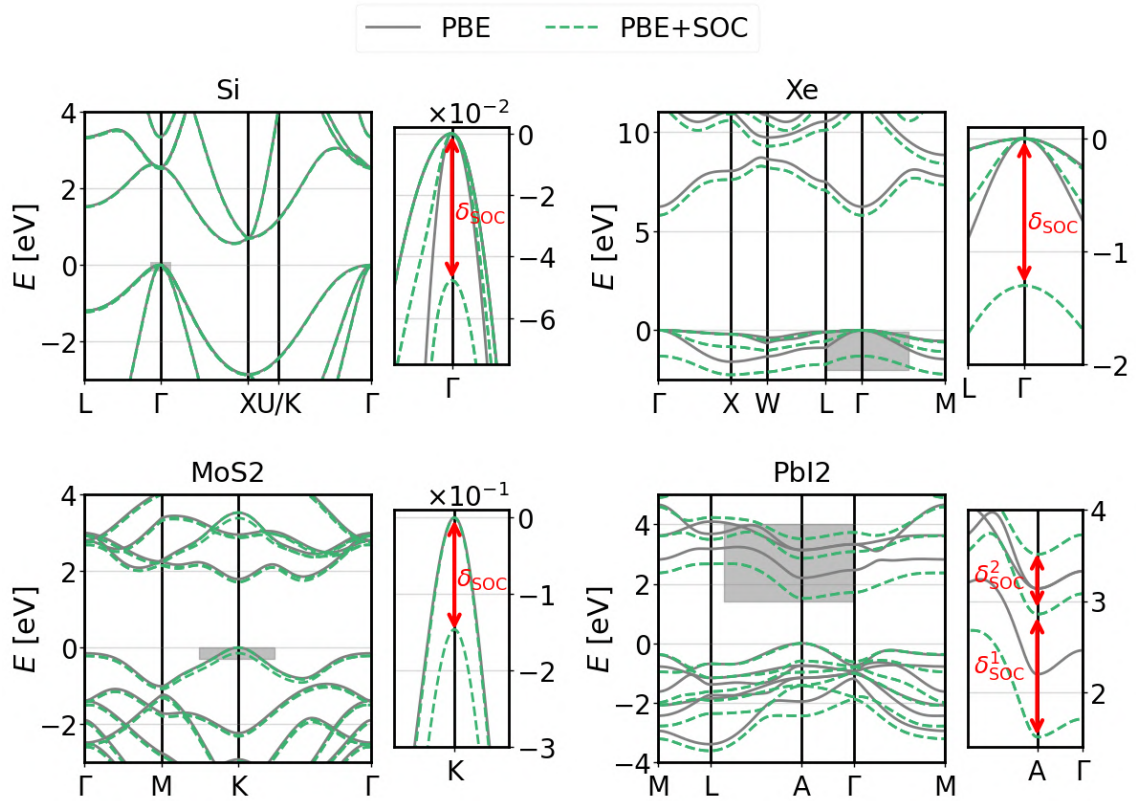 PBE PBE+SOC
Si
×10⁻²
Xe
E [eV]
4
2
0
−2
L Γ XU/K Γ
0
−2
−4
−6
δSOC
Γ
E [eV]
10
5
0
Γ X W L Γ M
0
−1
−2
δSOC
L Γ
MoS2
×10⁻¹
PbI2
E [eV]
4
2
0
−2
Γ M K Γ
0
−1
−2
−3
δSOC
K
E [eV]
4
2
0
−2
−4
M L A Γ M
4
3
2
δ²SOC
δ¹SOC
A Γ